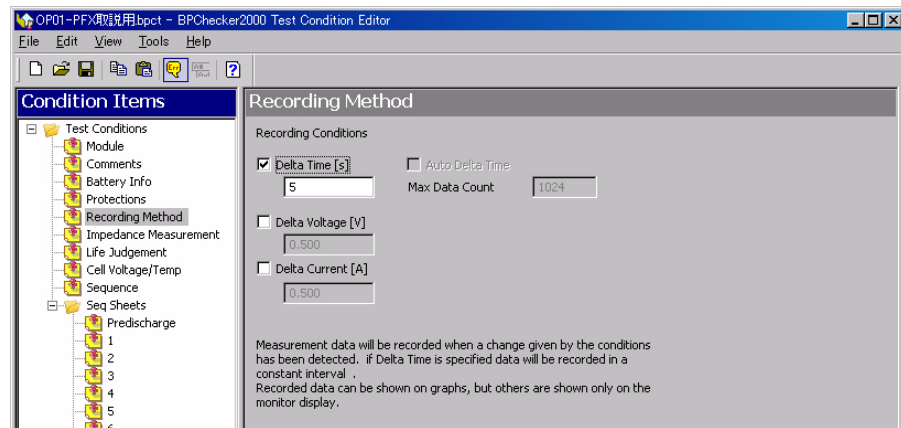 OP01-PFX取説用.bpct - BPChecker2000 Test Condition Editor
File Edit View Tools Help
Condition Items
Recording Method
Test Conditions
Module
Comments
Battery Info
Protections
Recording Method
Impedance Measurement
Life Judgement
Cell Voltage/Temp
Sequence
Seq Sheets
Predischarge
1
2
3
4
5
Recording Conditions
Delta Time [s]
Auto Delta Time
5
Max Data Count
1024
Delta Voltage [V]
0.500
Delta Current [A]
0.500
Measurement data will be recorded when a change given by the conditions
has been detected. if Delta Time is specified data will be recorded in a
constant interval .
Recorded data can be shown on graphs, but others are shown only on the
monitor display.